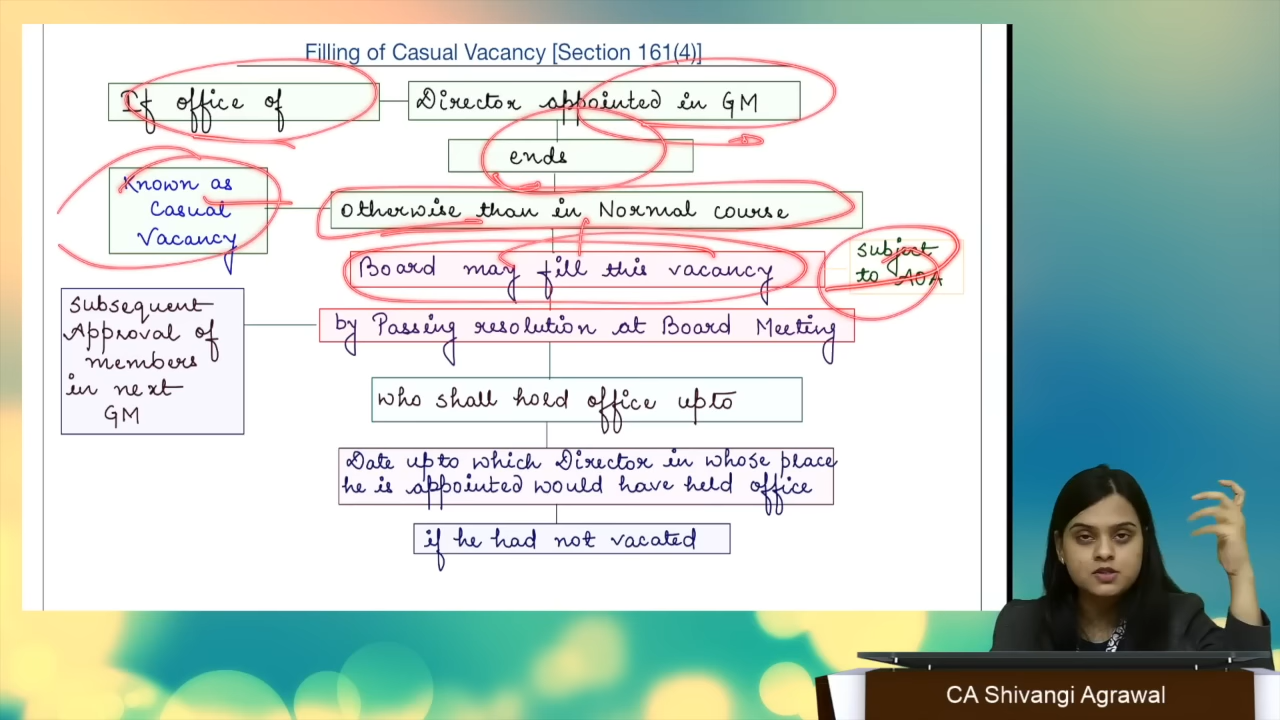 Filling of Casual Vacancy [Section 161(4)]
If office of
Director appointed in GM
ends
Known as
Casual
Vacancy
otherwise than in Normal course
Board may fill this vacancy
subject
to AOA
by Passing resolution at Board Meeting
Subsequent
Approval of
members
in next
GM
who shall hold office upto
Date upto which Director in whose place
he is appointed would have held office
if he had not vacated
CA Shivangi Agrawal